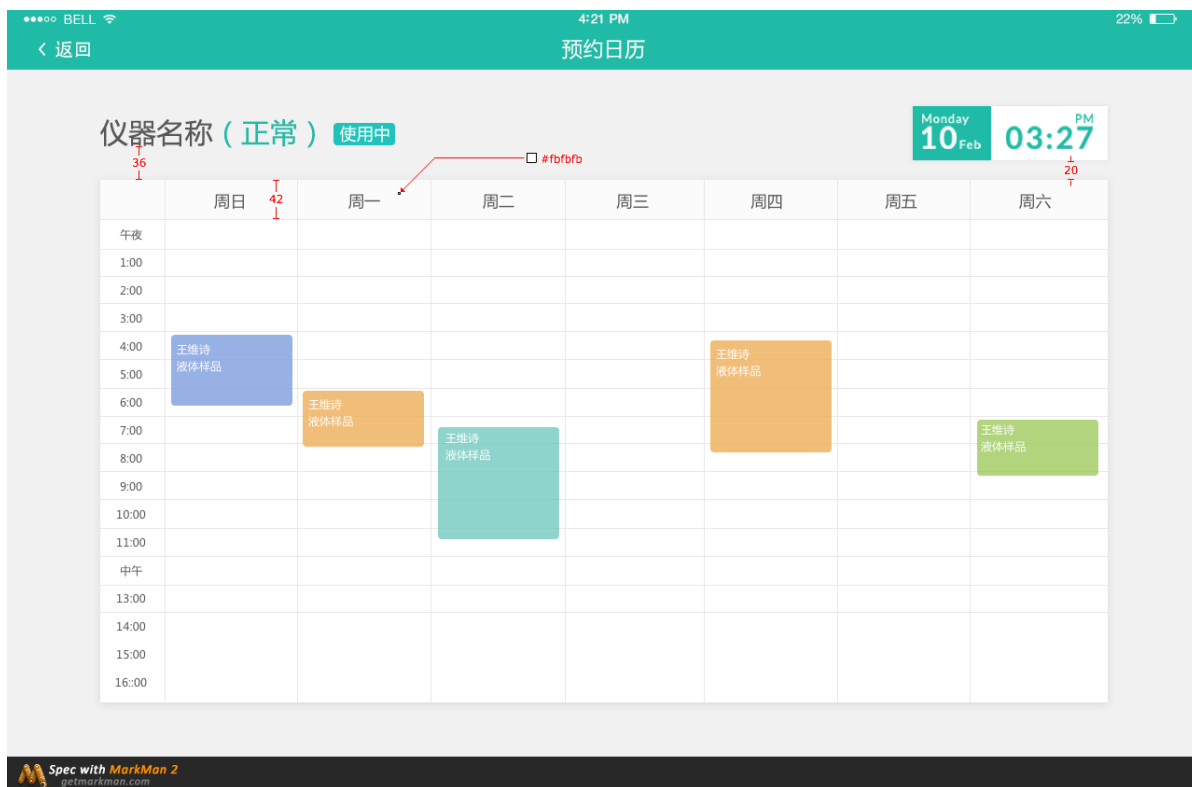 BELL 4:21 PM 22%
返回 预约日历
仪器名称（正常） 使用中
Monday
10 Feb
PM
03:27
36
#fbfbfb
20
周日 42 周一 周二 周三 周四 周五 周六
午夜
1:00
2:00
3:00
4:00
5:00
6:00
7:00
8:00
9:00
10:00
11:00
中午
13:00
14:00
15:00
16::00
王维诗
液体样品
王维诗
液体样品
王维诗
液体样品
王维诗
液体样品
王维诗
液体样品
Spec with MarkMan 2
getmarkman.com